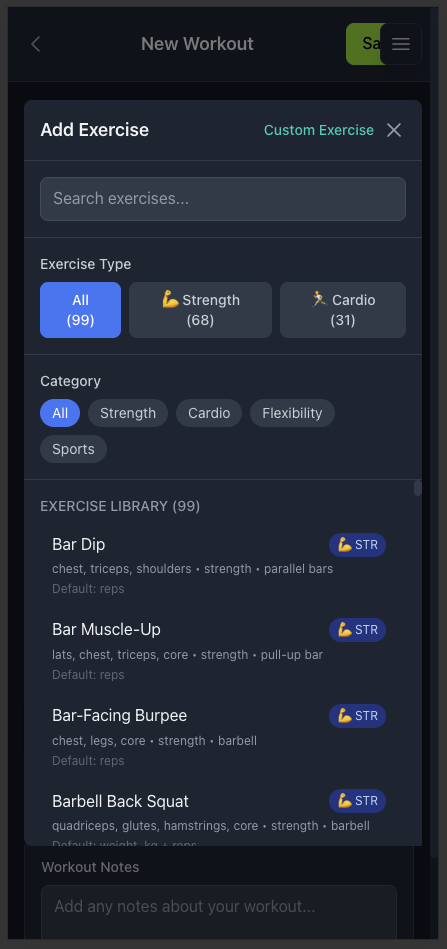 New Workout
Sa
Add Exercise
Custom Exercise
Search exercises...
Exercise Type
All
(99)
💪 Strength
(68)
🏃 Cardio
(31)
Category
All
Strength
Cardio
Flexibility
Sports
EXERCISE LIBRARY (99)
Bar Dip
💪 STR
chest, triceps, shoulders • strength • parallel bars
Default: reps
Bar Muscle-Up
💪 STR
lats, chest, triceps, core • strength • pull-up bar
Default: reps
Bar-Facing Burpee
💪 STR
chest, legs, core • strength • barbell
Default: reps
Barbell Back Squat
💪 STR
quadriceps, glutes, hamstrings, core • strength • barbell
Default: weight, kg + reps
Workout Notes
Add any notes about your workout...